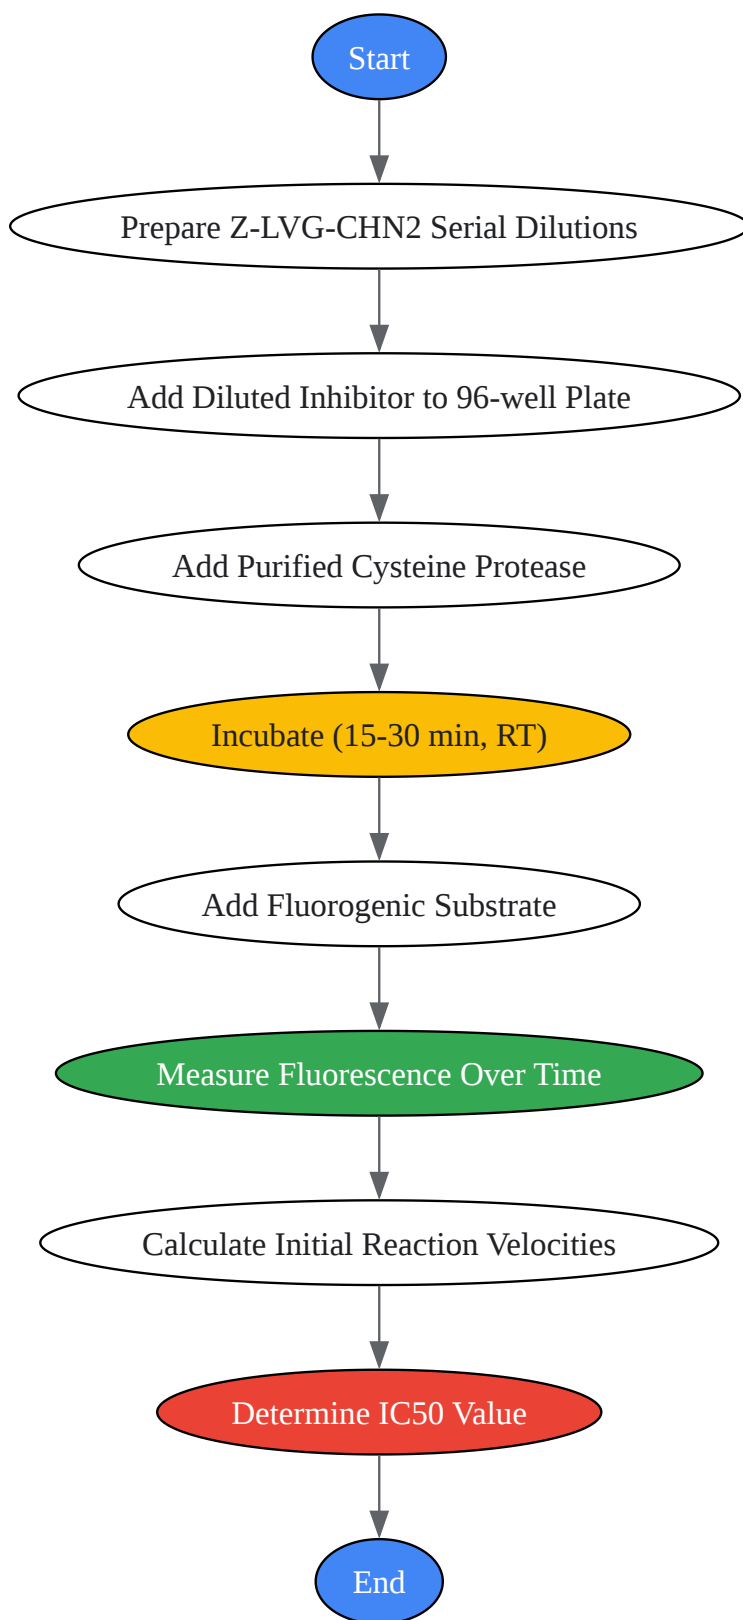 Start
Prepare Z-LVG-CHN2 Serial Dilutions
Add Diluted Inhibitor to 96-well Plate
Add Purified Cysteine Protease
Incubate (15-30 min, RT)
Add Fluorogenic Substrate
Measure Fluorescence Over Time
Calculate Initial Reaction Velocities
Determine IC50 Value
End